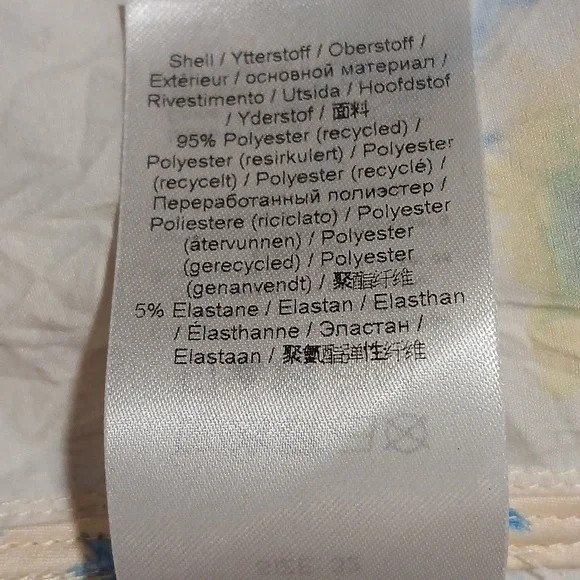 Shell / Ytterstoff / Oberstoff /
Extérieur / основной материал /
Rivestimento / Utsida / Hoofdstof
/ Yderstof / 面料
95% Polyester (recycled) /
Polyester (resirkulert) / Polyester
(recycelt) / Polyester (recyclé) /
Переработанный полиэстер /
Poliestere (riciclato) / Polyester
(återvunnen) / Polyester
(gerecycled) / Polyester
(genanvendt) / 聚酯纤维
5% Elastane / Elastan / Elasthan
/ Élasthanne / Эластан /
Elastaan / 聚氨酯弹性纤维